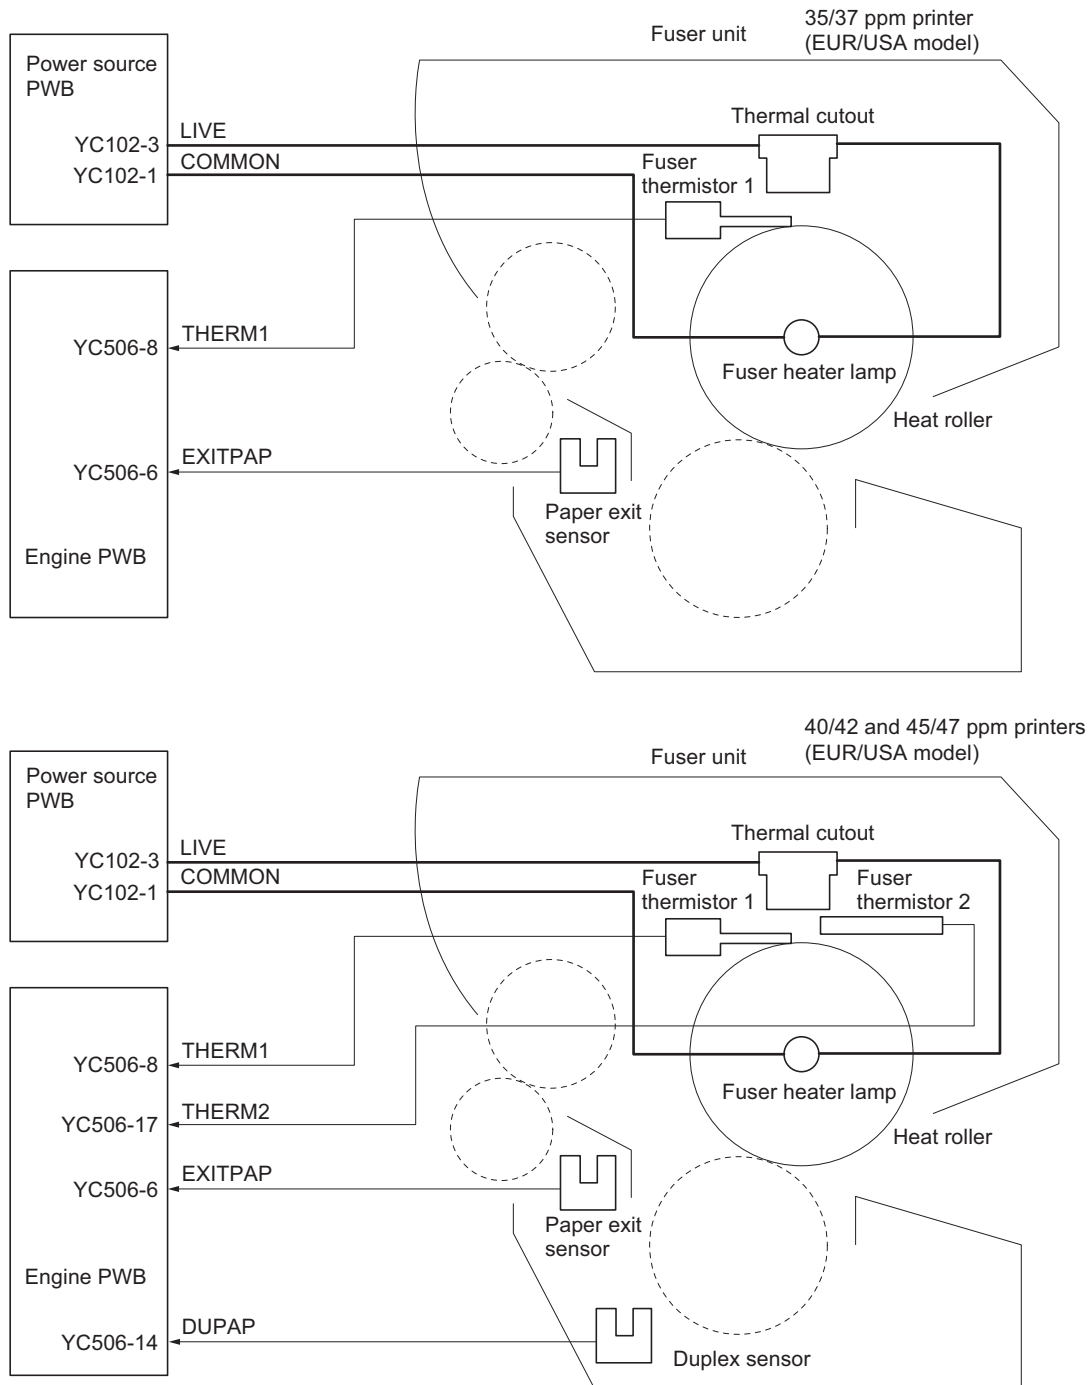 35/37 ppm printer
(EUR/USA model)
Fuser unit
Power source
PWB
Thermal cutout
LIVE
YC102-3
COMMON
YC102-1
Fuser
thermistor 1
THERM1
YC506-8
Fuser heater lamp
Heat roller
EXITPAP
YC506-6
Paper exit
sensor
Engine PWB
40/42 and 45/47 ppm printers
(EUR/USA model)
Fuser unit
Power source
PWB
Thermal cutout
LIVE
YC102-3
COMMON
YC102-1
Fuser
thermistor 1
Fuser
thermistor 2
THERM1
YC506-8
Fuser heater lamp
THERM2
YC506-17
Heat roller
EXITPAP
YC506-6
Paper exit
sensor
Engine PWB
DUPAP
YC506-14
Duplex sensor